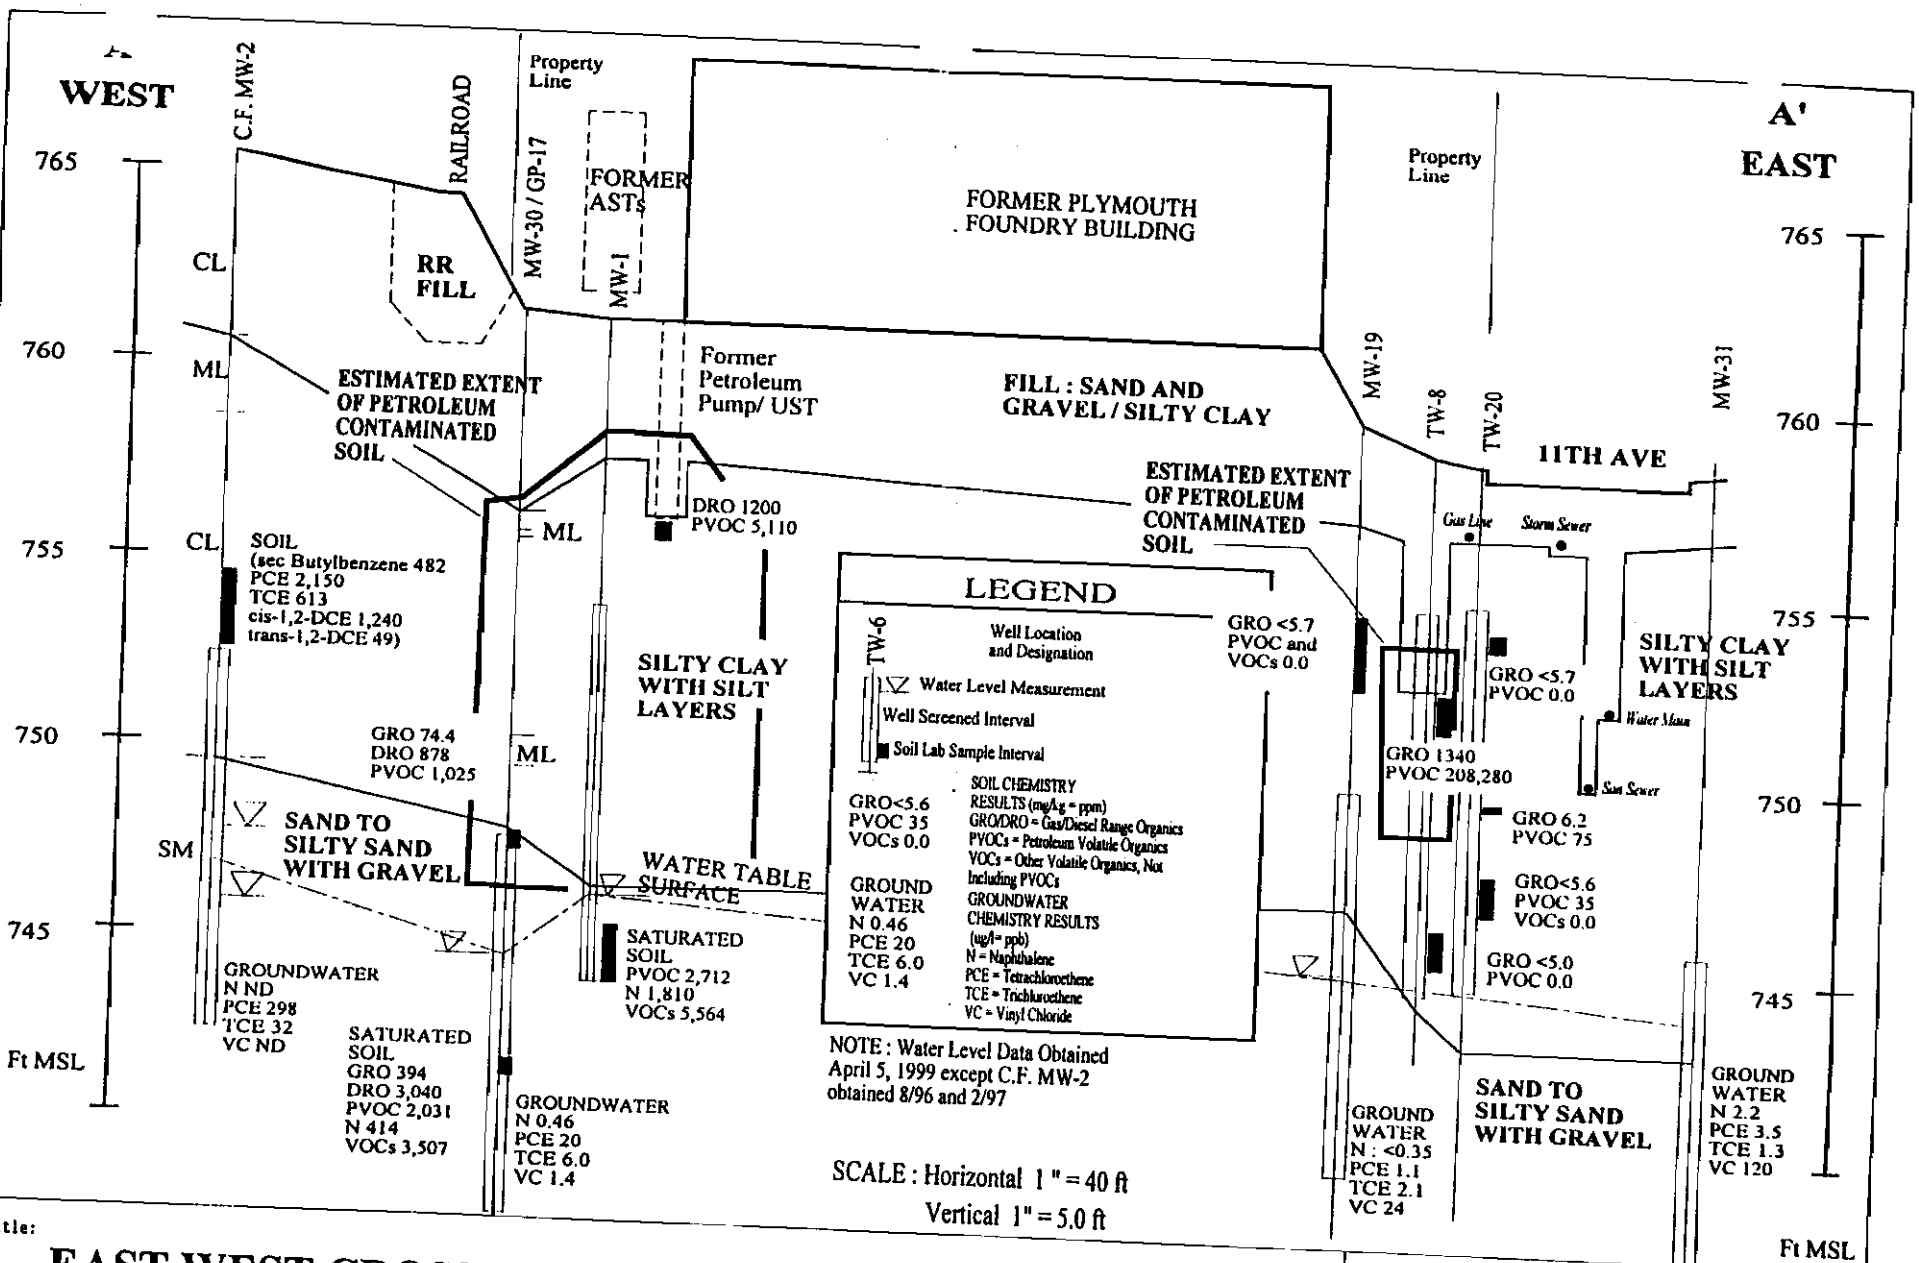 WEST
C.F. MW-2
RAILROAD
Property
Line
MW-30 / GP-17
FORMER
ASTs
MW-1
FORMER PLYMOUTH
FOUNDRY BUILDING
Property
Line
A'
EAST
765
760
755
750
745
Ft MSL
765
760
755
750
745
Ft MSL
CL
ML
CL
SM
RR
FILL
ESTIMATED EXTENT
OF PETROLEUM
CONTAMINATED
SOIL
Former
Petroleum
Pump/ UST
FILL : SAND AND
GRAVEL / SILTY CLAY
MW-19
TW-8
TW-20
MW-31
11TH AVE
ESTIMATED EXTENT
OF PETROLEUM
CONTAMINATED
SOIL
Gas Line
Storm Sewer
Water Main
San Sewer
DRO 1200
PVOC 5,110
ML
ML
SOIL
(sec Butylbenzene 482
PCE 2,150
TCE 613
cis-1,2-DCE 1,240
trans-1,2-DCE 49)
SILTY CLAY
WITH SILT
LAYERS
GRO 74.4
DRO 878
PVOC 1,025
SAND TO
SILTY SAND
WITH GRAVEL
WATER TABLE
SURFACE
SATURATED
SOIL
PVOC 2,712
N 1,810
VOCs 5,564
GROUNDWATER
N ND
PCE 298
TCE 32
VC ND
SATURATED
SOIL
GRO 394
DRO 3,040
PVOC 2,031
N 414
VOCs 3,507
GROUNDWATER
N 0.46
PCE 20
TCE 6.0
VC 1.4
LEGEND
TW-6
Well Location
and Designation
Water Level Measurement
Well Screened Interval
Soil Lab Sample Interval
GRO<5.6
PVOC 35
VOCs 0.0
SOIL CHEMISTRY
RESULTS (mg/kg = ppm)
GRO/DRO = Gas/Diesel Range Organics
PVOCs = Petroleum Volatile Organics
VOCs = Other Volatile Organics, Not
Including PVOCs
GROUND
WATER
N 0.46
PCE 20
TCE 6.0
VC 1.4
GROUNDWATER
CHEMISTRY RESULTS
(ug/l = ppb)
N = Naphthalene
PCE = Tetrachloroethene
TCE = Trichloroethene
VC = Vinyl Chloride
NOTE : Water Level Data Obtained
April 5, 1999 except C.F. MW-2
obtained 8/96 and 2/97
SCALE : Horizontal 1 " = 40 ft
Vertical 1" = 5.0 ft
GRO <5.7
PVOC and
VOCs 0.0
GRO <5.7
PVOC 0.0
SILTY CLAY
WITH SILT
LAYERS
GRO 1340
PVOC 208,280
GRO 6.2
PVOC 75
GRO<5.6
PVOC 35
VOCs 0.0
GRO <5.0
PVOC 0.0
SAND TO
SILTY SAND
WITH GRAVEL
GROUND
WATER
N : <0.35
PCE 1.1
TCE 2.1
VC 24
GROUND
WATER
N 2.2
PCE 3.5
TCE 1.3
VC 120
tle:
EAST WEST